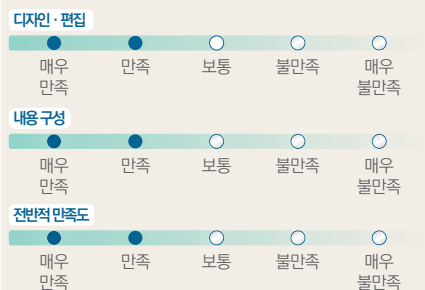 디자인 · 편집
매우 만족 만족 보통 불만족 매우 불만족
내용 구성
매우 만족 만족 보통 불만족 매우 불만족
전반적 만족도
매우 만족 만족 보통 불만족 매우 불만족